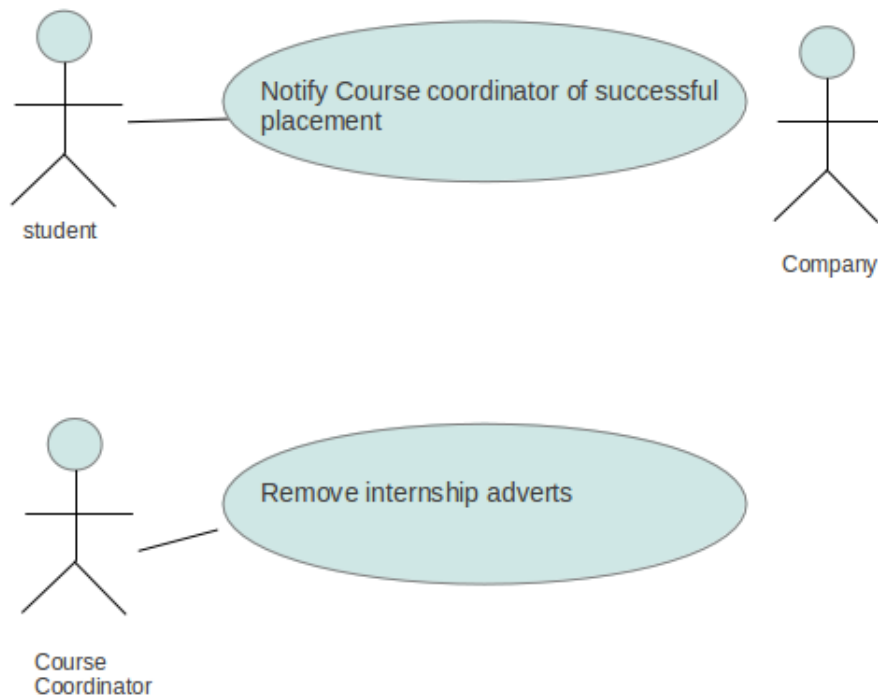 Notify Course coordinator of successful
placement
student
Company
Remove internship adverts
Course
Coordinator